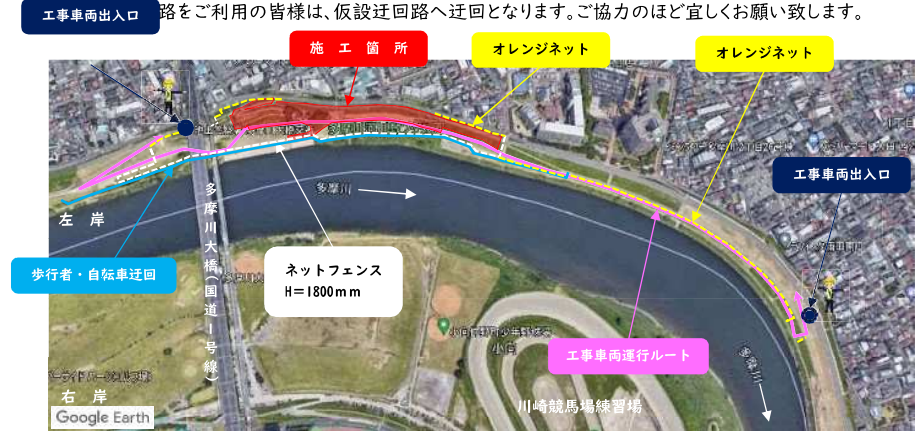 工事車両出入口
路をご利用の皆様は、仮設迂回路へ迂回となります。ご協力のほど宜しくお願い致します。
施 工 箇 所
オレンジネット
オレンジネット
工事車両出入口
多摩川
左 岸
多摩川大橋(国道1号線)
歩行者・自転車迂回
ネットフェンス
H=1800mm
工事車両運行ルート
小向
多摩川
右 岸
川崎競馬場練習場
Google Earth